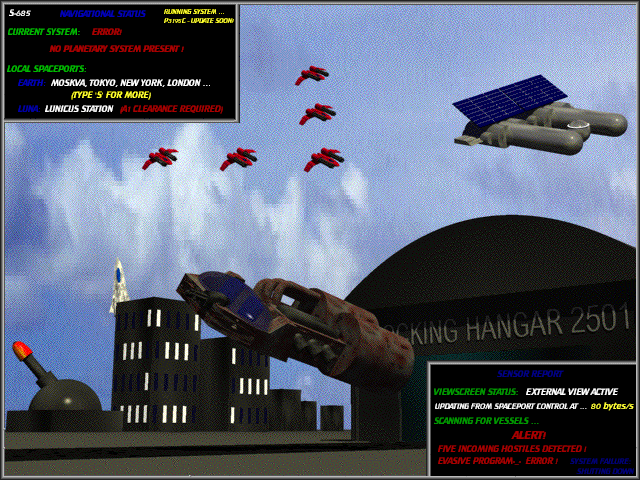 S-685 NAVIGATIONAL STATUS RUNNING SYSTEM ...
P3195C - UPDATE SOON!
CURRENT SYSTEM: ERROR!
NO PLANETARY SYSTEM PRESENT !
LOCAL SPACEPORTS:
EARTH: MOSKVA, TOKYO, NEW YORK, LONDON ...
(TYPE 'S' FOR MORE)
LUNA: LUNICUS STATION (A1 CLEARANCE REQUIRED)
OCKING HANGAR 2501
SENSOR REPORT
VIEWSCREEN STATUS: EXTERNAL VIEW ACTIVE
UPDATING FROM SPACEPORT CONTROL AT ... 80 bytes/s
SCANNING FOR VESSELS ...
ALERT!
FIVE INCOMING HOSTILES DETECTED !
EVASIVE PROGRAM... ERROR !